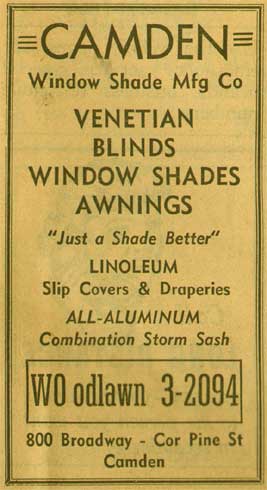 CAMDEN
Window Shade Mfg Co
VENETIAN
BLINDS
WINDOW SHADES
AWNINGS
"Just a Shade Better"
LINOLEUM
Slip Covers & Draperies
ALL-ALUMINUM
Combination Storm Sash
WO odlawn 3-2094
800 Broadway - Cor Pine St
Camden